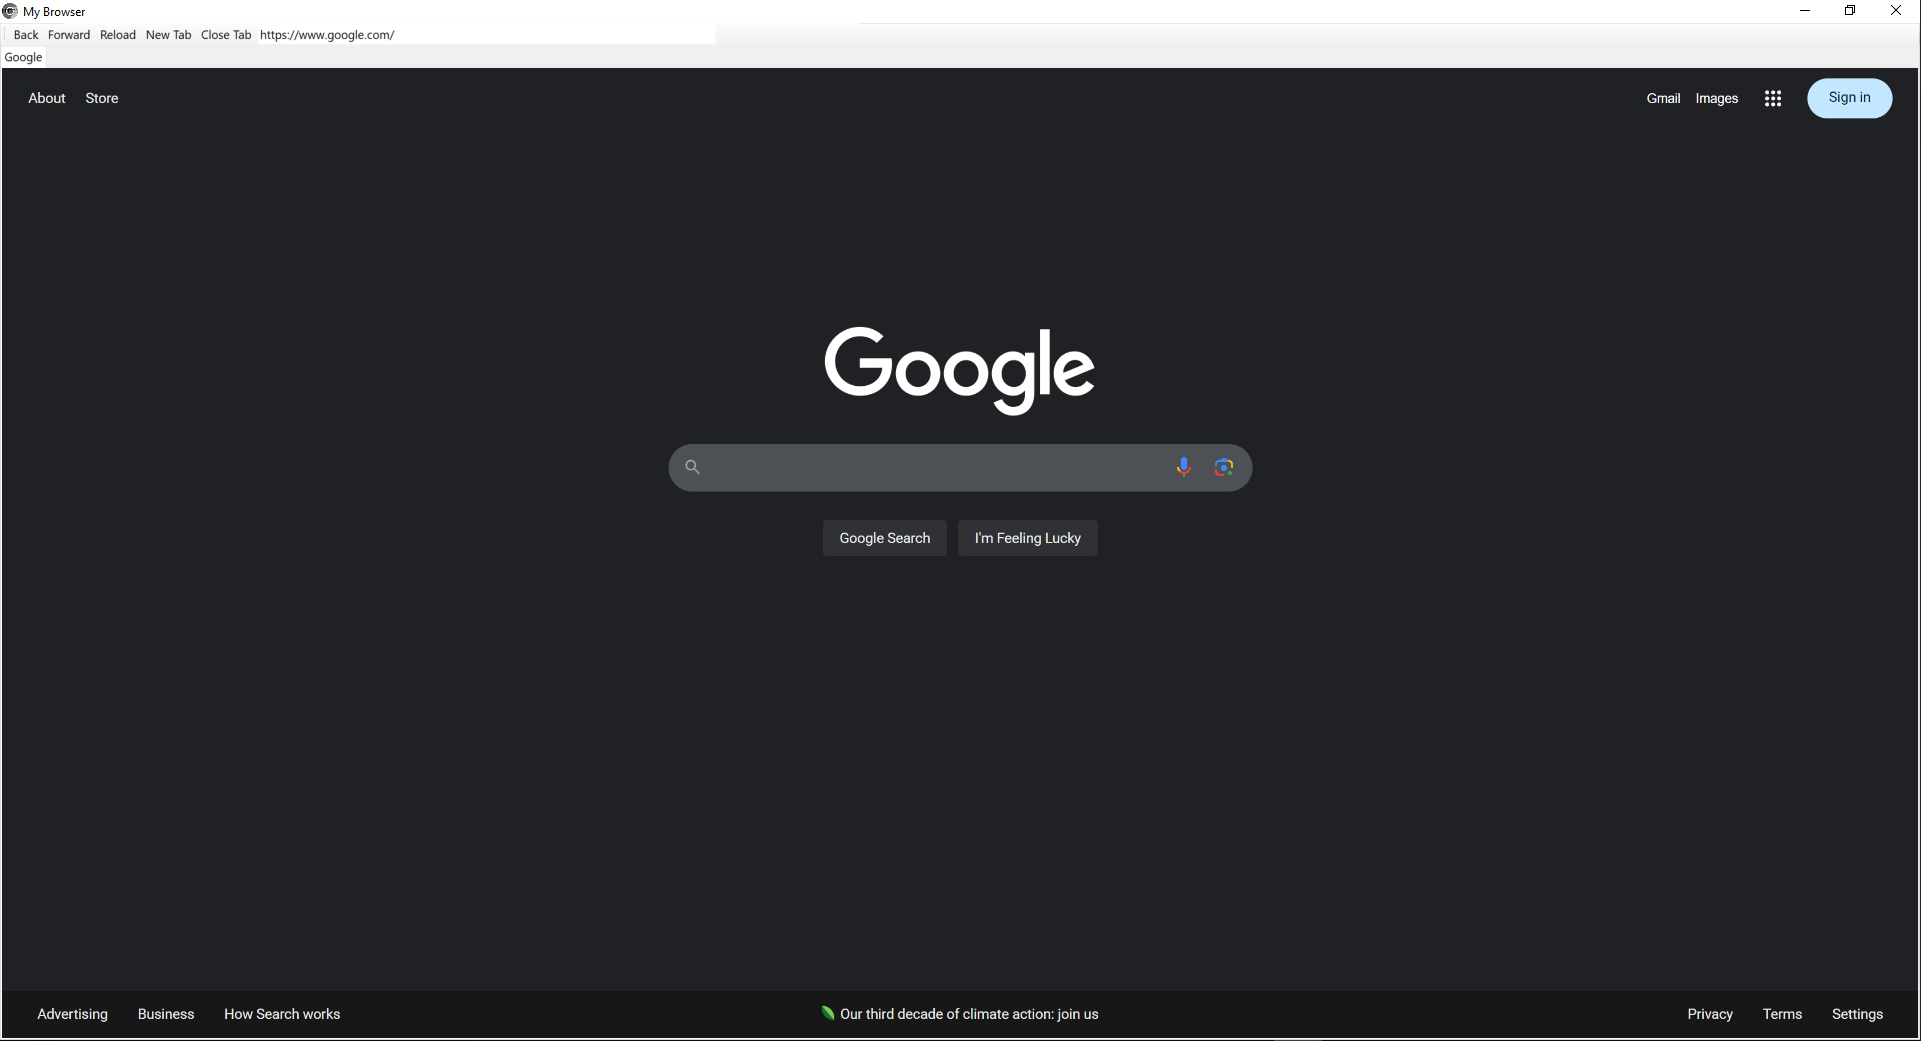 My Browser
Back Forward Reload New Tab Close Tab https://www.google.com/
Google
About Store Gmail Images Sign in
Google
Google Search I'm Feeling Lucky
Advertising Business How Search works Our third decade of climate action: join us Privacy Terms Settings